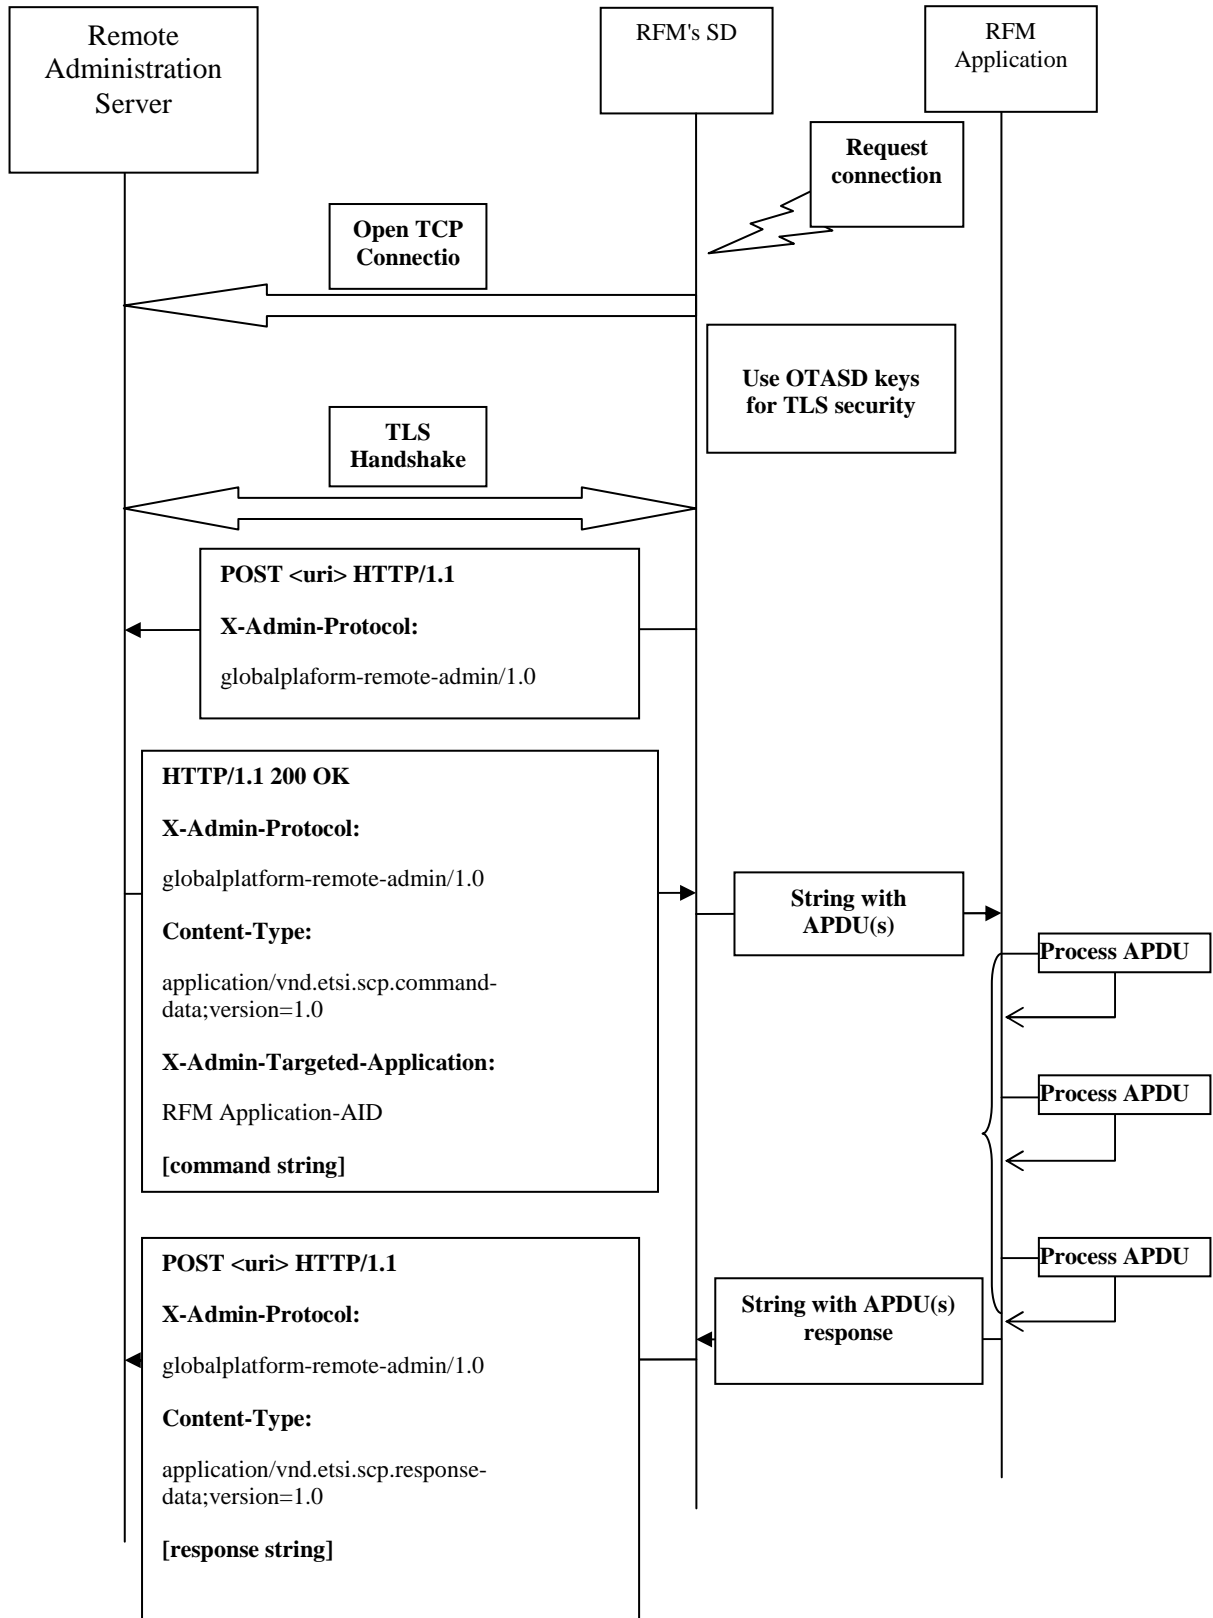 Remote
Administration
Server
RFM's SD
RFM
Application
Request
connection
Open TCP
Connectio
Use OTASD keys
for TLS security
TLS
Handshake
POST <uri> HTTP/1.1
X-Admin-Protocol:
globalplaform-remote-admin/1.0
HTTP/1.1 200 OK
X-Admin-Protocol:
globalplatform-remote-admin/1.0
Content-Type:
application/vnd.etsi.scp.command-
data;version=1.0
X-Admin-Targeted-Application:
RFM Application-AID
[command string]
String with
APDU(s)
Process APDU
Process APDU
Process APDU
String with APDU(s)
response
POST <uri> HTTP/1.1
X-Admin-Protocol:
globalplatform-remote-admin/1.0
Content-Type:
application/vnd.etsi.scp.response-
data;version=1.0
[response string]